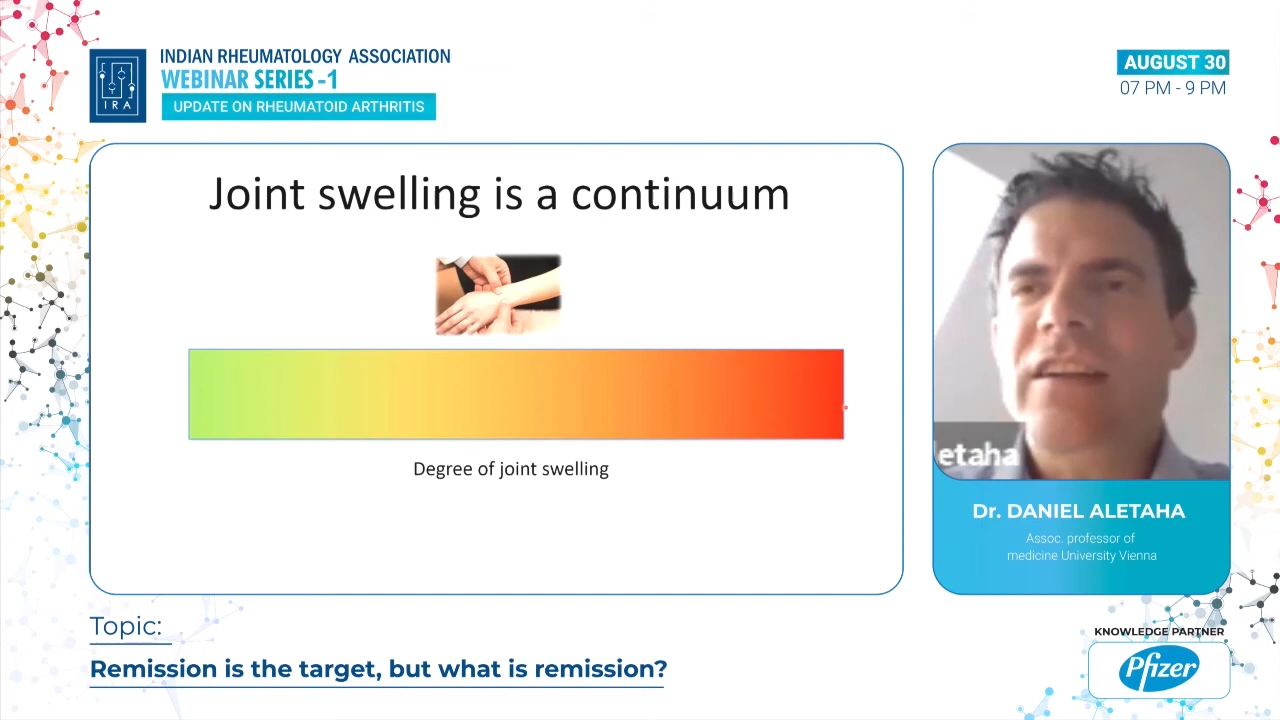 INDIAN RHEUMATOLOGY ASSOCIATION
WEBINAR SERIES -1
UPDATE ON RHEUMATOID ARTHRITIS
IRA
AUGUST 30
07 PM - 9 PM
Joint swelling is a continuum
Degree of joint swelling
etaha
Dr. DANIEL ALETAHA
Assoc. professor of
medicine University Vienna
Topic:
Remission is the target, but what is remission?
KNOWLEDGE PARTNER
Pfizer